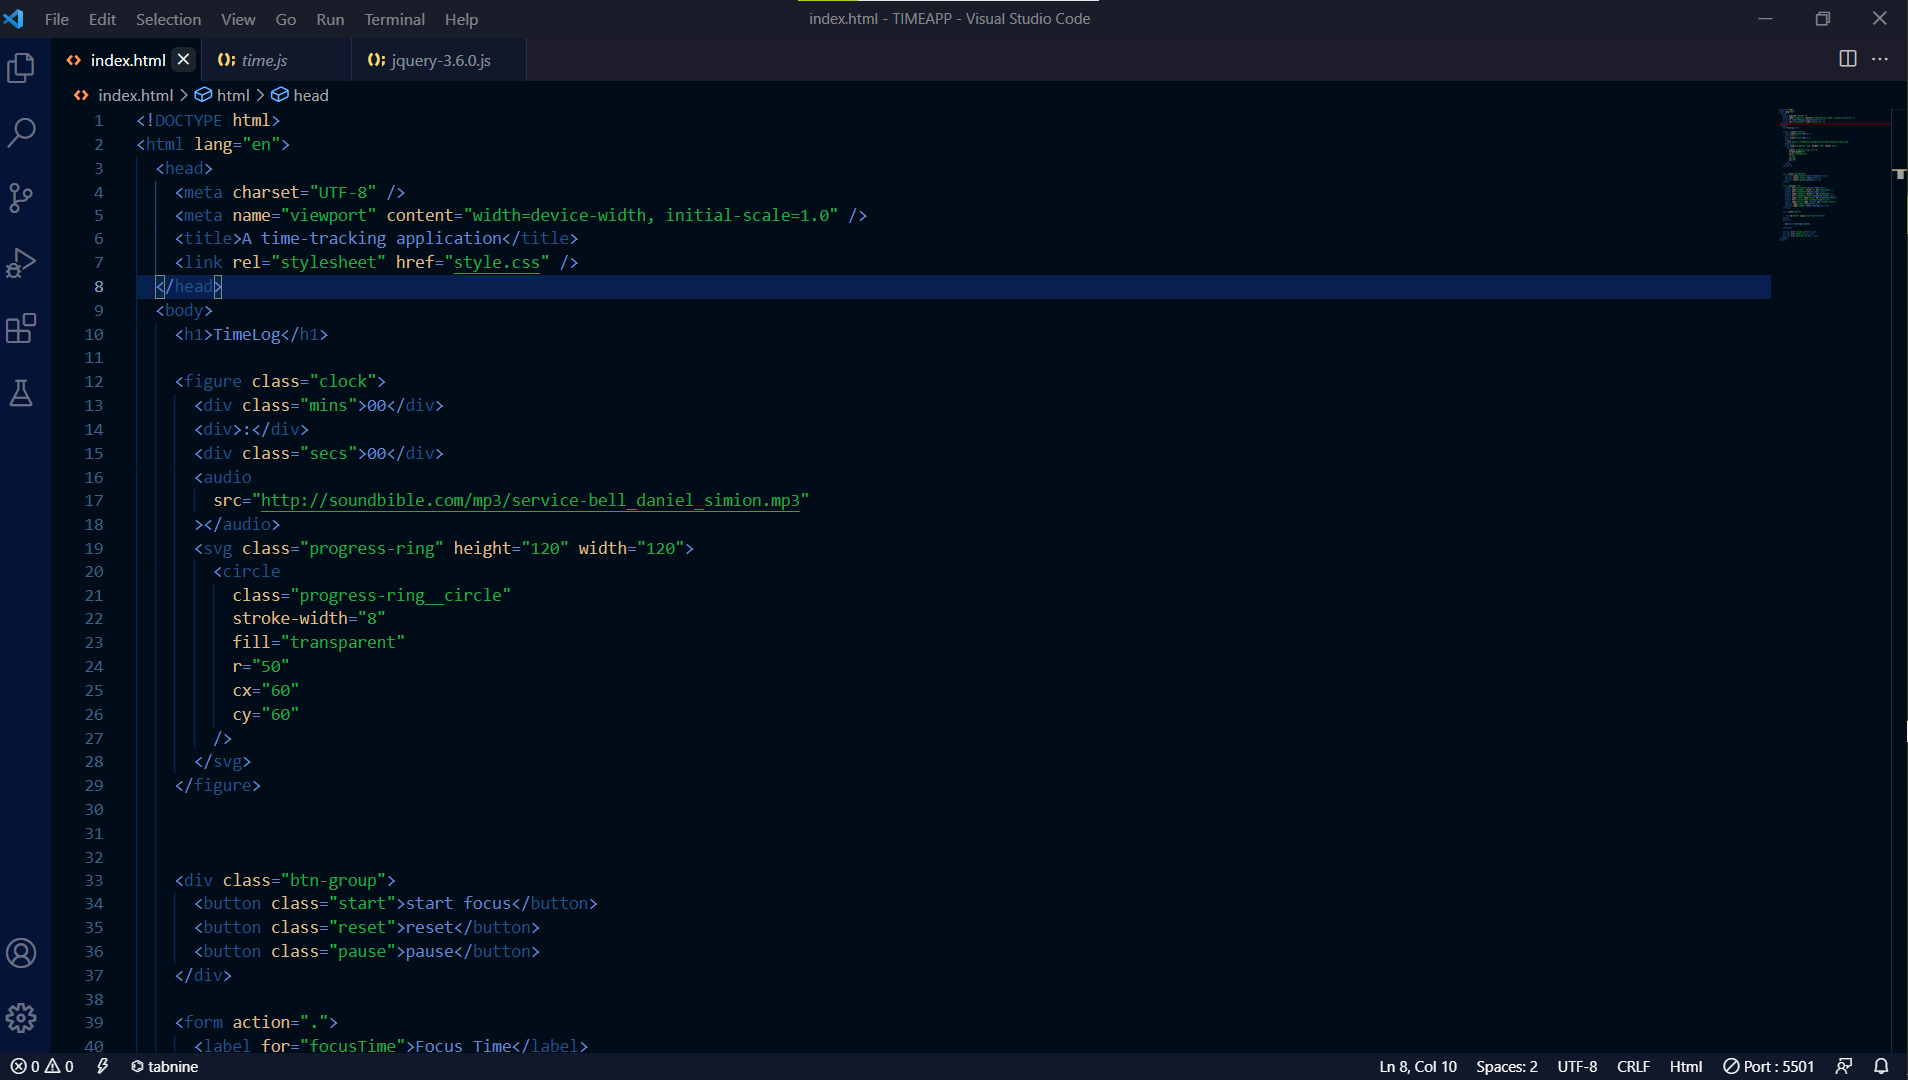 File Edit Selection View Go Run Terminal Help index.html - TIMEAPP - Visual Studio Code
index.html time.js jquery-3.6.0.js
index.html > html > head
1 <!DOCTYPE html>
2 <html lang="en">
3 <head>
4 <meta charset="UTF-8" />
5 <meta name="viewport" content="width=device-width, initial-scale=1.0" />
6 <title>A time-tracking application</title>
7 <link rel="stylesheet" href="style.css" />
8 </head>
9 <body>
10 <h1>TimeLog</h1>
11
12 <figure class="clock">
13 <div class="mins">00</div>
14 <div>:</div>
15 <div class="secs">00</div>
16 <audio
17 src="http://soundbible.com/mp3/service-bell_daniel_simion.mp3"
18 ></audio>
19 <svg class="progress-ring" height="120" width="120">
20 <circle
21 class="progress-ring__circle"
22 stroke-width="8"
23 fill="transparent"
24 r="50"
25 cx="60"
26 cy="60"
27 />
28 </svg>
29 </figure>
30
31
32
33 <div class="btn-group">
34 <button class="start">start focus</button>
35 <button class="reset">reset</button>
36 <button class="pause">pause</button>
37 </div>
38
39 <form action=".">
40 <label for="focusTime">Focus Time</label>
0 0 tabnine Ln 8, Col 10 Spaces: 2 UTF-8 CRLF Html Port : 5501